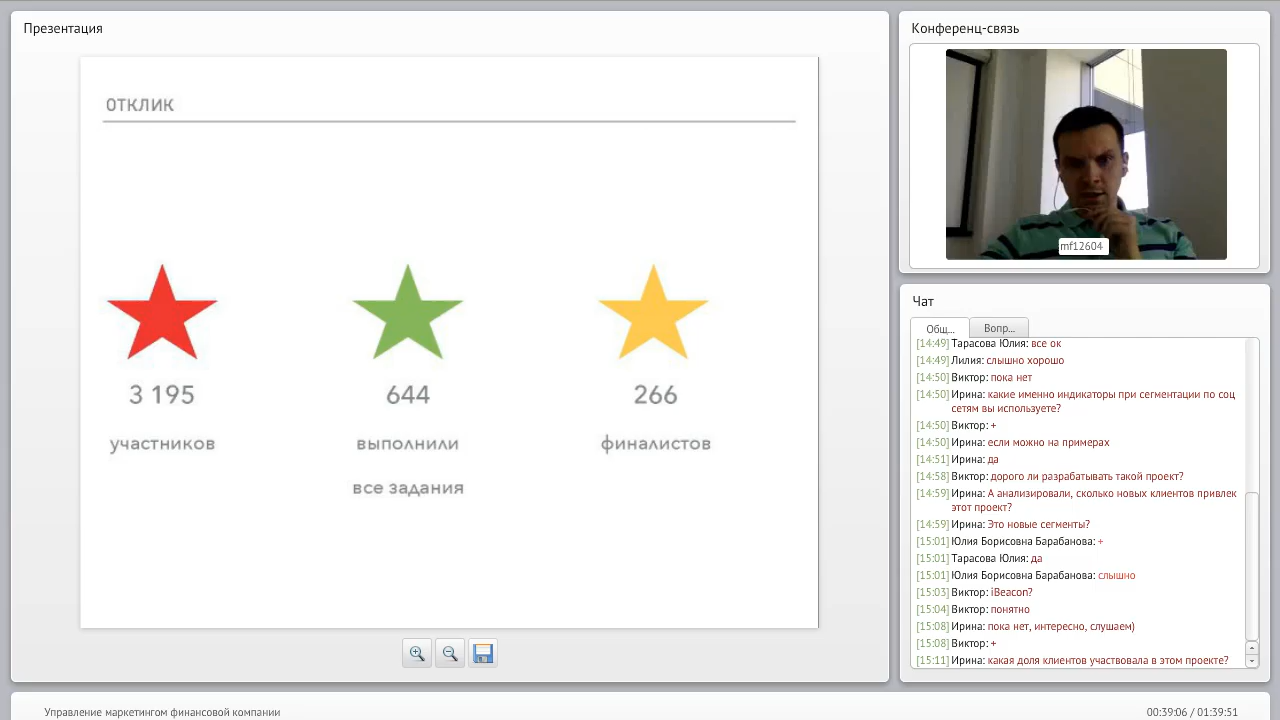 Презентация
ОТКЛИК
3 195
644
266
участников
выполнили
финалистов
все задания
Конференц-связь
mf12604
Чат
Общ...
Вопр...
[14:49] Тарасова Юлия: все ок
[14:49] Лилия: слышно хорошо
[14:50] Виктор: пока нет
[14:50] Ирина: какие именно индикаторы при сегментации по соц
сетям вы используете?
[14:50] Виктор: +
[14:50] Ирина: если можно на примерах
[14:51] Ирина: да
[14:58] Виктор: дорого ли разрабатывать такой проект?
[14:59] Ирина: А анализировали, сколько новых клиентов привлек
этот проект?
[14:59] Ирина: Это новые сегменты?
[15:01] Юлия Борисовна Барабанова: +
[15:01] Тарасова Юлия: да
[15:01] Юлия Борисовна Барабанова: слышно
[15:03] Виктор: iBeacon?
[15:04] Виктор: понятно
[15:08] Ирина: пока нет, интересно, слушаем)
[15:08] Виктор: +
[15:11] Ирина: какая доля клиентов участвовала в этом проекте?
Управление маркетингом финансовой компании
00:39:06 / 01:39:51